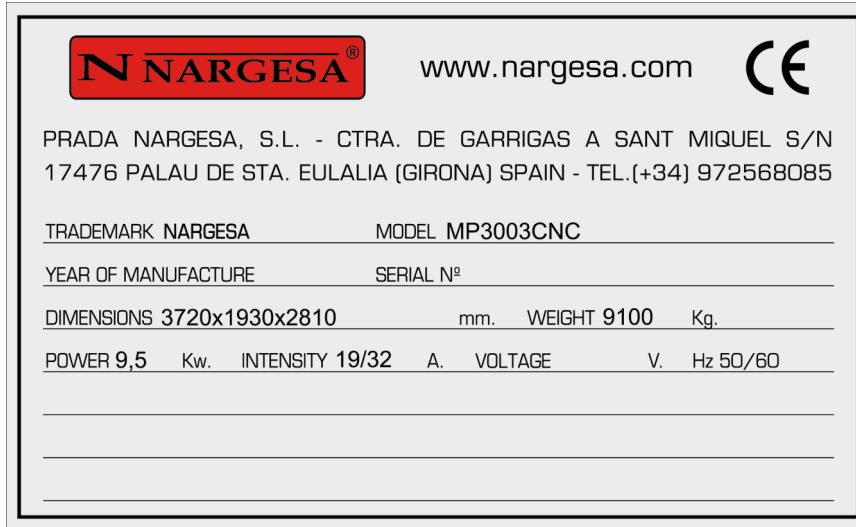 N NARGESA® www.nargesa.com CE
PRADA NARGESA, S.L. - CTRA. DE GARRIGAS A SANT MIQUEL S/N
17476 PALAU DE STA. EULALIA (GIRONA) SPAIN - TEL.(+34) 972568085
TRADEMARK NARGESA MODEL MP3003CNC
YEAR OF MANUFACTURE SERIAL Nº
DIMENSIONS 3720x1930x2810 mm. WEIGHT 9100 Kg.
POWER 9,5 Kw. INTENSITY 19/32 A. VOLTAGE V. Hz 50/60